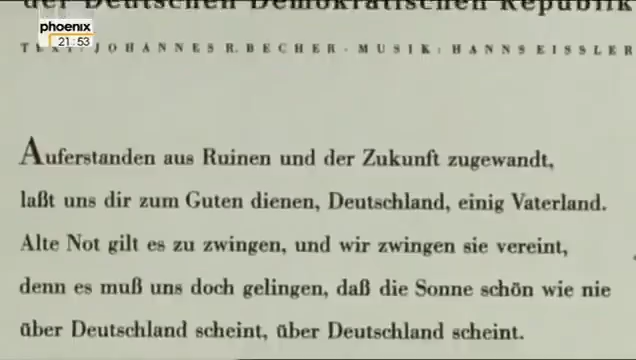 der Deutschen Demokratischen Republik
phoenix
21:53
TEXT: JOHANNES R. BECHER · MUSIK: HANNS EISSLER
Auferstanden aus Ruinen und der Zukunft zugewandt,
laßt uns dir zum Guten dienen, Deutschland, einig Vaterland.
Alte Not gilt es zu zwingen, und wir zwingen sie vereint,
denn es muß uns doch gelingen, daß die Sonne schön wie nie
über Deutschland scheint, über Deutschland scheint.